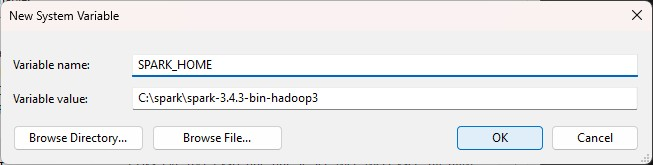 New System Variable
Variable name: SPARK_HOME
Variable value: C:\spark\spark-3.4.3-bin-hadoop3
Browse Directory... Browse File... OK Cancel